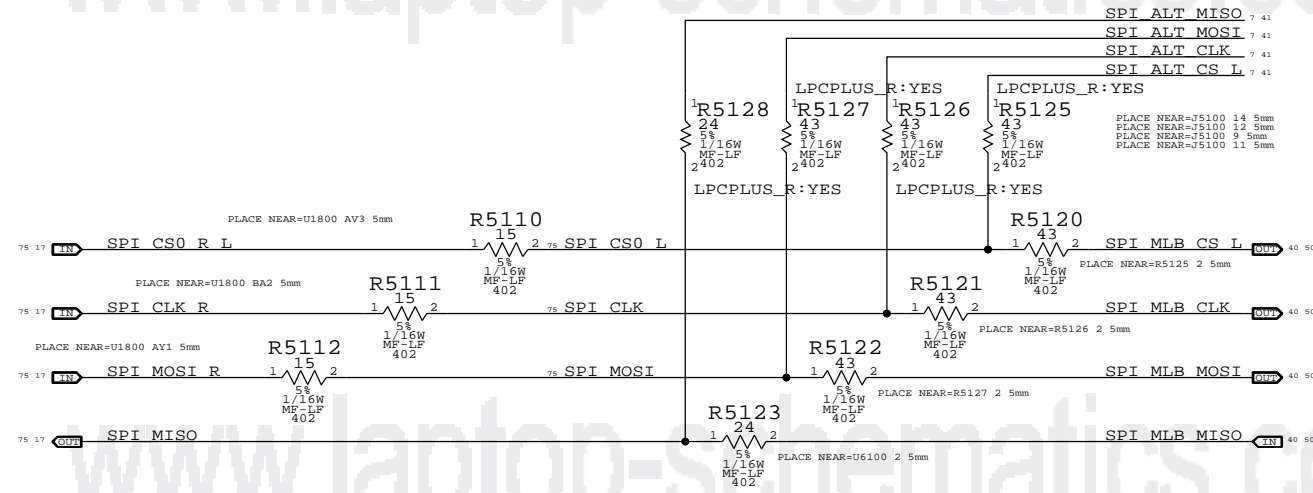 www.laptop-schematics.c
SPI_ALT_MISO 7 41
SPI_ALT_MOSI 7 41
SPI_ALT_CLK 7 41
SPI_ALT_CS_L 7 41
LPCPLUS_R:YES LPCPLUS_R:YES
1 R5128 1 R5127 1 R5126 1 R5125
24 43 43 43
5% 5% 5% 5%
1/16W 1/16W 1/16W 1/16W
MF-LF MF-LF MF-LF MF-LF
2 402 2 402 2 402 2 402
PLACE NEAR=J5100 14 5mm
PLACE NEAR=J5100 12 5mm
PLACE NEAR=J5100 9 5mm
PLACE NEAR=J5100 11 5mm
LPCPLUS_R:YES LPCPLUS_R:YES
PLACE NEAR=U1800 AV3 5mm
R5110 R5120
15 43
75 17 IN SPI_CS0_R_L 1 2 75 SPI_CS0_L 1 2 SPI_MLB_CS_L OUT 40 50
5% 5%
1/16W 1/16W
MF-LF MF-LF
402 402
PLACE NEAR=R5125 2 5mm
PLACE NEAR=U1800 BA2 5mm
R5111 R5121
15 43
75 17 IN SPI_CLK_R 1 2 75 SPI_CLK 1 2 SPI_MLB_CLK OUT 40 50
5% 5%
1/16W 1/16W
MF-LF MF-LF
402 402
PLACE NEAR=R5126 2 5mm
PLACE NEAR=U1800 AY1 5mm
R5112 R5122
15 43
75 17 IN SPI_MOSI_R 1 2 75 SPI_MOSI 1 2 SPI_MLB_MOSI OUT 40 50
5% 5%
1/16W 1/16W
MF-LF MF-LF
402 402
PLACE NEAR=R5127 2 5mm
R5123
24
75 17 OUT SPI_MISO 1 2 SPI_MLB_MISO IN 40 50
5%
1/16W
MF-LF
402
PLACE NEAR=U6100 2 5mm